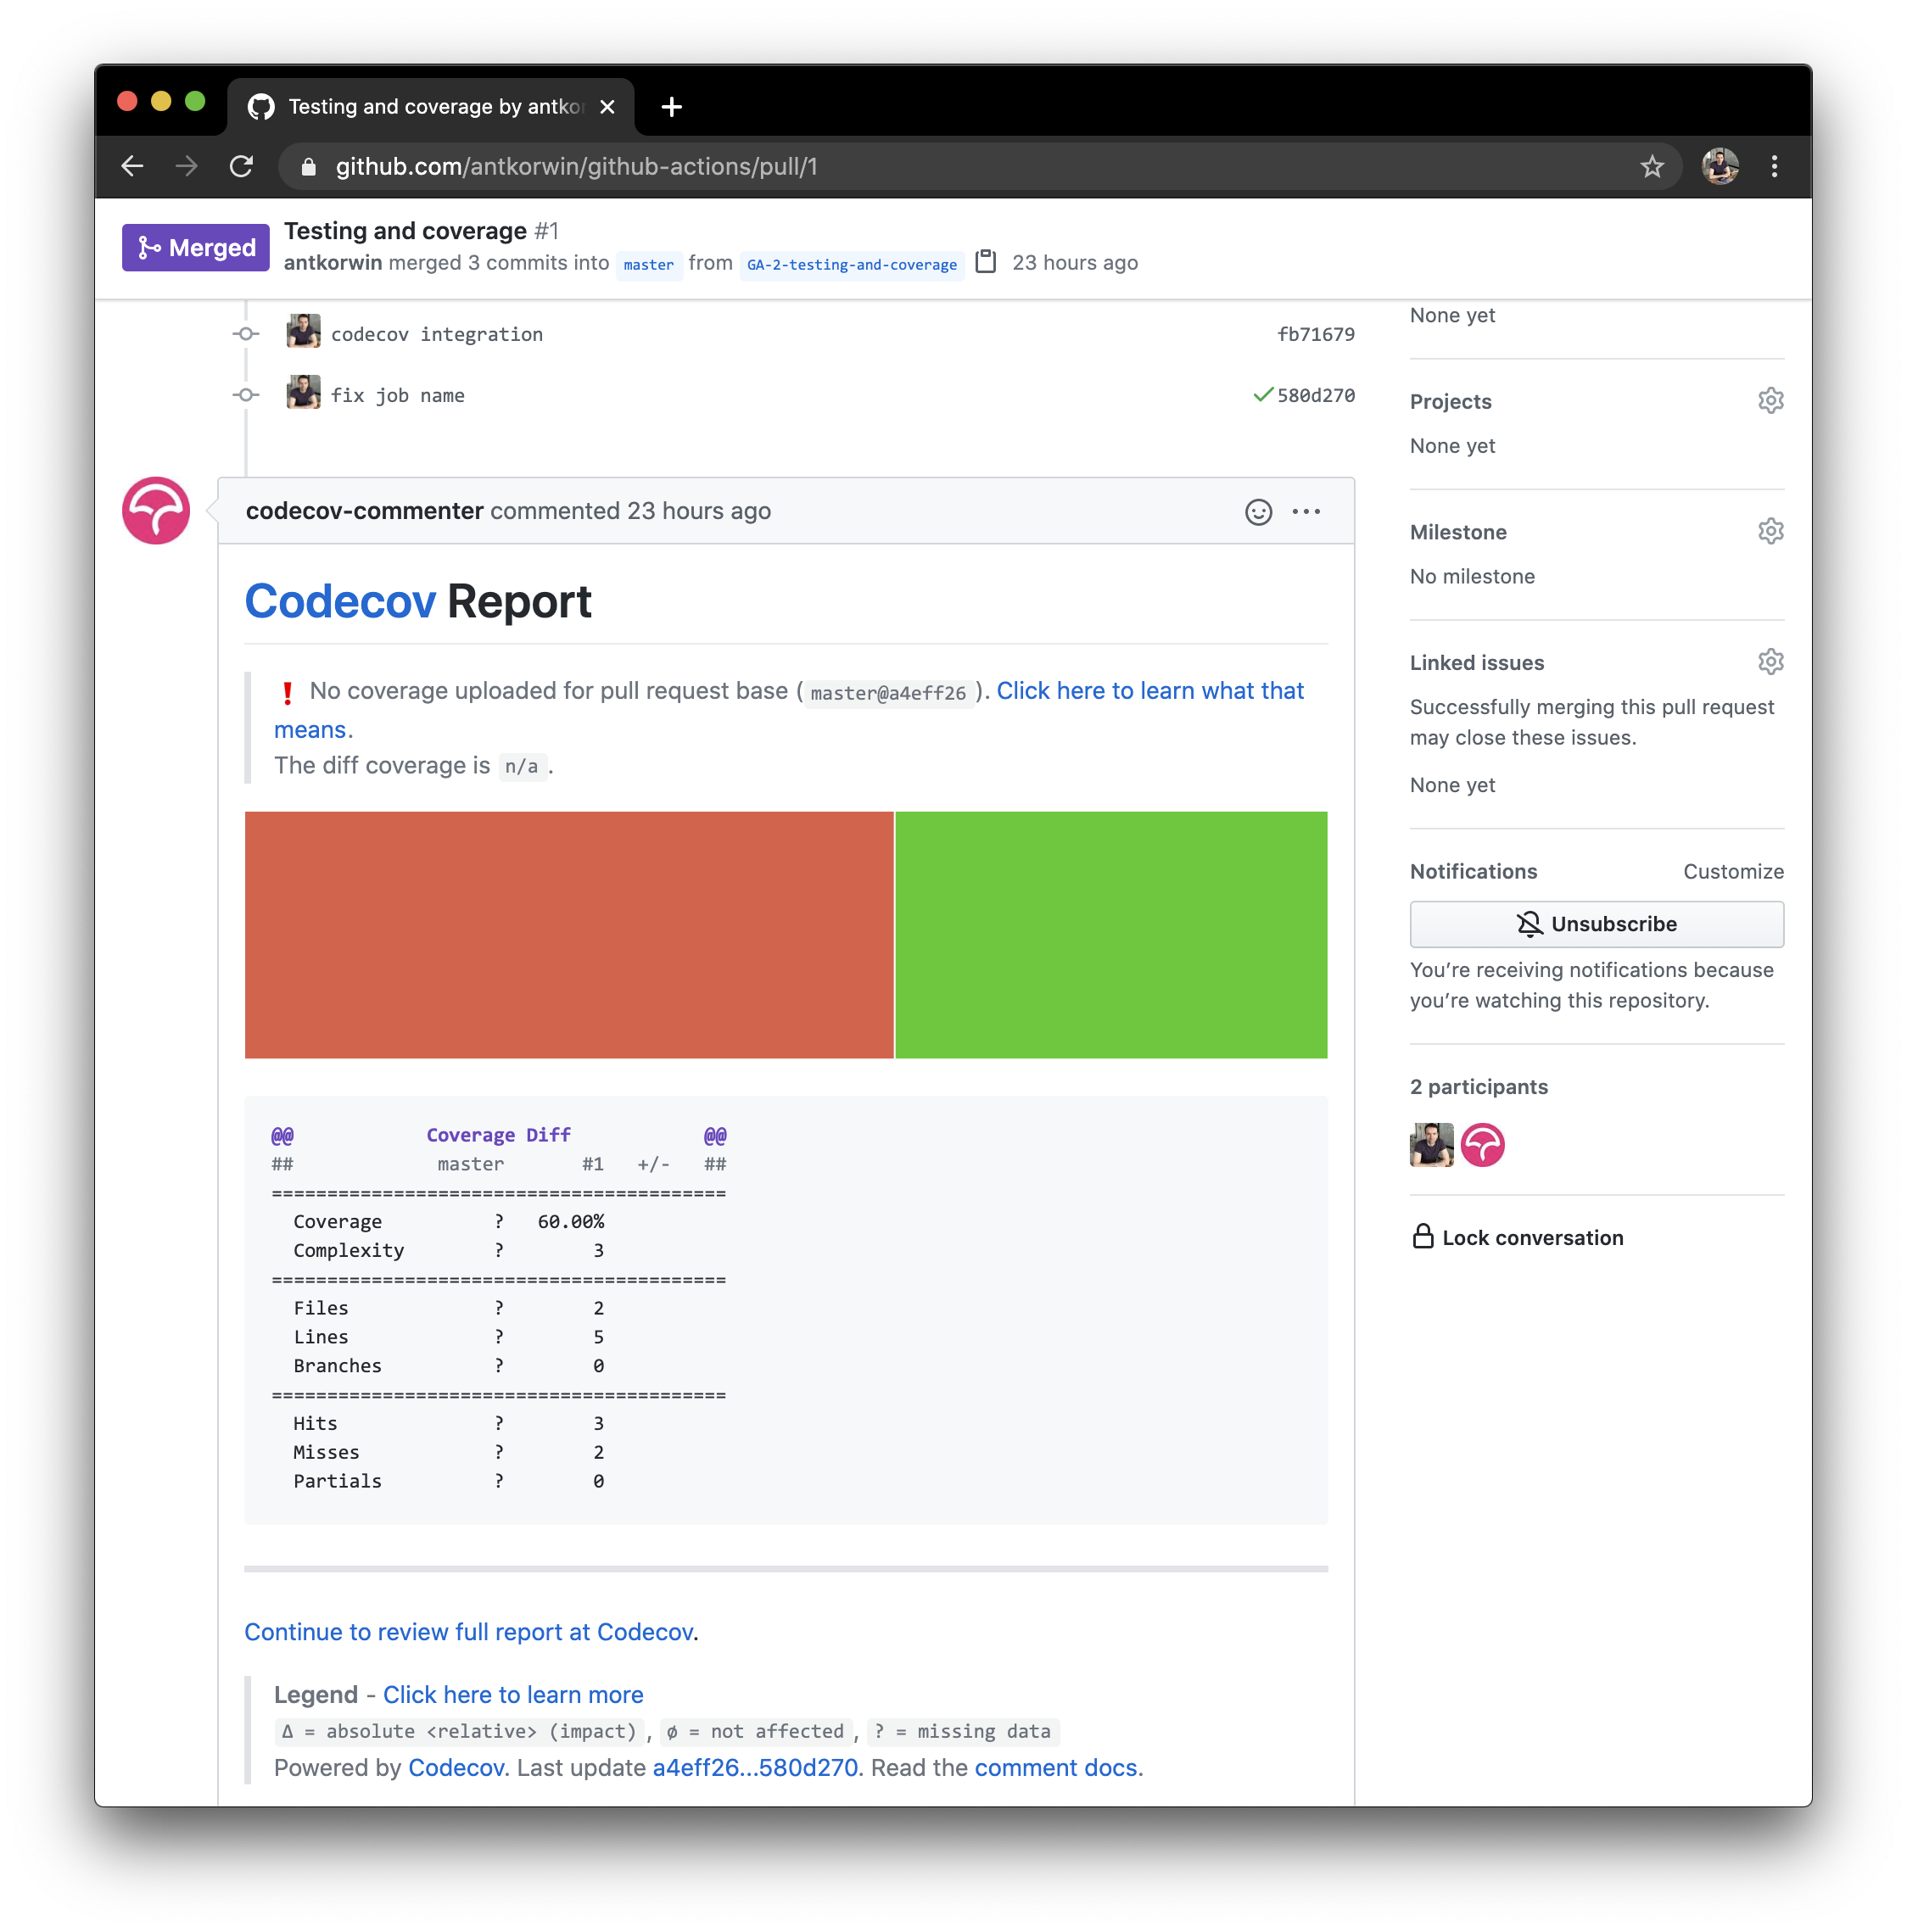 Testing and coverage by antko
github.com/antkorwin/github-actions/pull/1
Merged
Testing and coverage #1
antkorwin merged 3 commits into master from GA-2-testing-and-coverage 23 hours ago
codecov integration fb71679
fix job name 580d270
codecov-commenter commented 23 hours ago
Codecov Report
❗ No coverage uploaded for pull request base (master@a4eff26). Click here to learn what that
means.
The diff coverage is n/a.
@@ Coverage Diff @@
## master #1 +/- ##
=========================================
Coverage ? 60.00%
Complexity ? 3
=========================================
Files ? 2
Lines ? 5
Branches ? 0
=========================================
Hits ? 3
Misses ? 2
Partials ? 0
Continue to review full report at Codecov.
Legend - Click here to learn more
Δ = absolute <relative> (impact), ø = not affected, ? = missing data
Powered by Codecov. Last update a4eff26...580d270. Read the comment docs.
None yet
Projects
None yet
Milestone
No milestone
Linked issues
Successfully merging this pull request
may close these issues.
None yet
Notifications Customize
Unsubscribe
You’re receiving notifications because
you’re watching this repository.
2 participants
Lock conversation